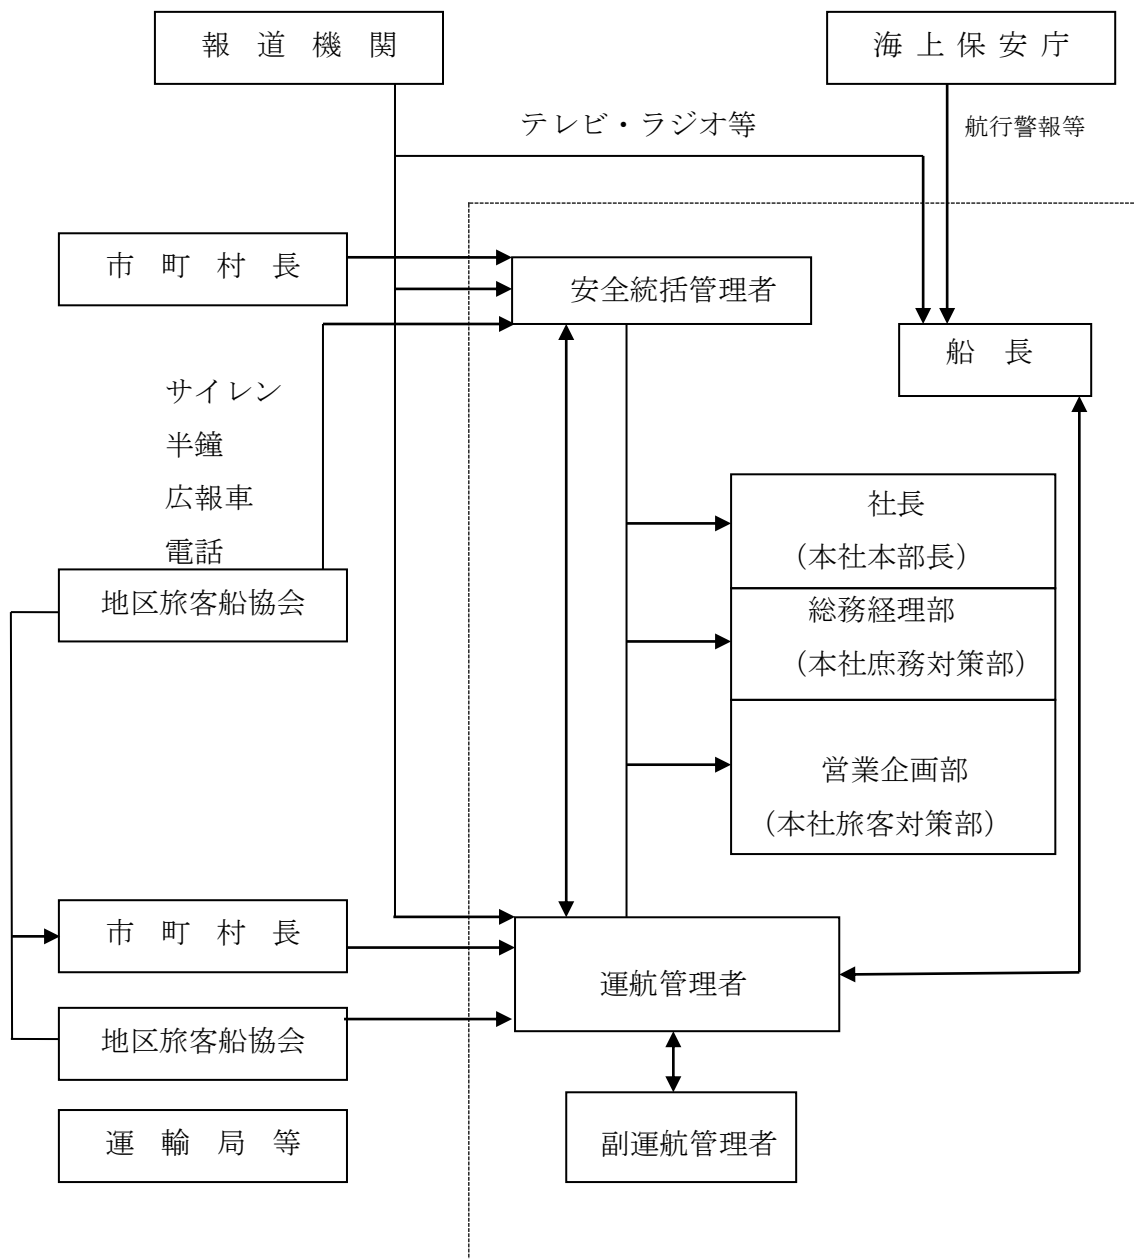 報道機関
海上保安庁
テレビ・ラジオ等
航行警報等
市町村長
安全統括管理者
船長
サイレン
半鐘
広報車
電話
地区旅客船協会
社長
(本社本部長)
総務経理部
(本社庶務対策部)
営業企画部
(本社旅客対策部)
市町村長
運航管理者
地区旅客船協会
運輸局等
副運航管理者